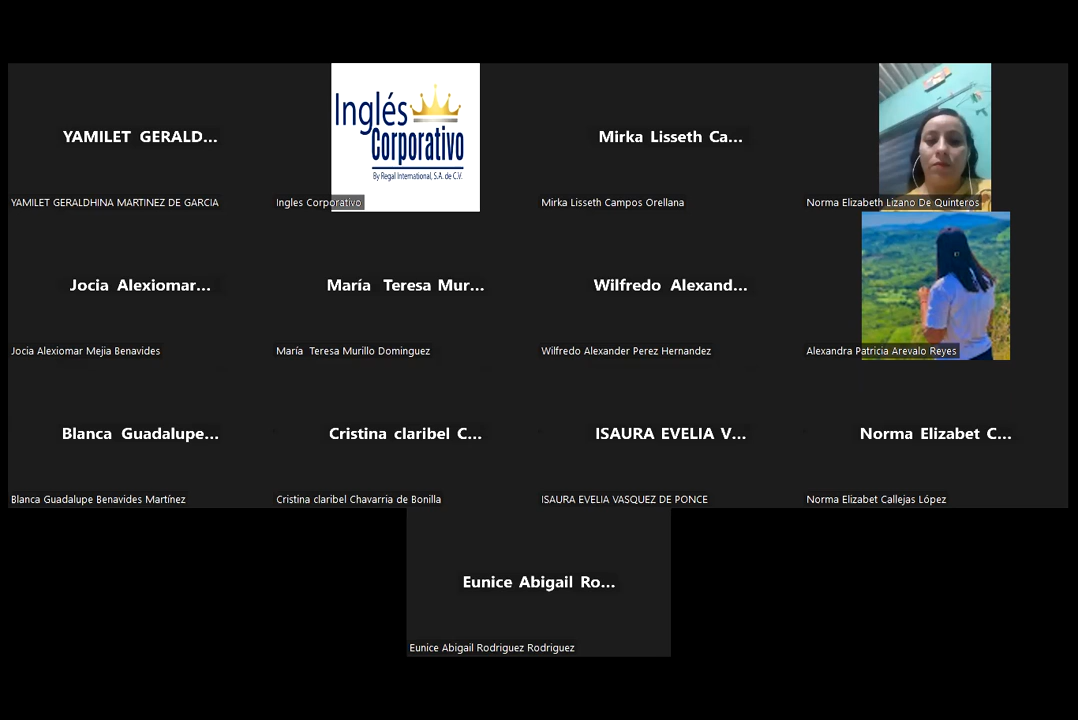 YAMILET GERALD...
YAMILET GERALDHINA MARTINEZ DE GARCIA
Inglés
Corporativo
By Regal International, S.A. de C.V.
Ingles Corporativo
Mirka Lisseth Ca...
Mirka Lisseth Campos Orellana
Norma Elizabeth Lizano De Quinteros
Jocia Alexiomar...
Jocia Alexiomar Mejia Benavides
María Teresa Mur...
María Teresa Murillo Dominguez
Wilfredo Alexand...
Wilfredo Alexander Perez Hernandez
Alexandra Patricia Arevalo Reyes
Blanca Guadalupe...
Blanca Guadalupe Benavides Martínez
Cristina claribel C...
Cristina claribel Chavarria de Bonilla
ISAURA EVELIA V...
ISAURA EVELIA VASQUEZ DE PONCE
Norma Elizabet C...
Norma Elizabet Callejas López
Eunice Abigail Ro...
Eunice Abigail Rodriguez Rodriguez